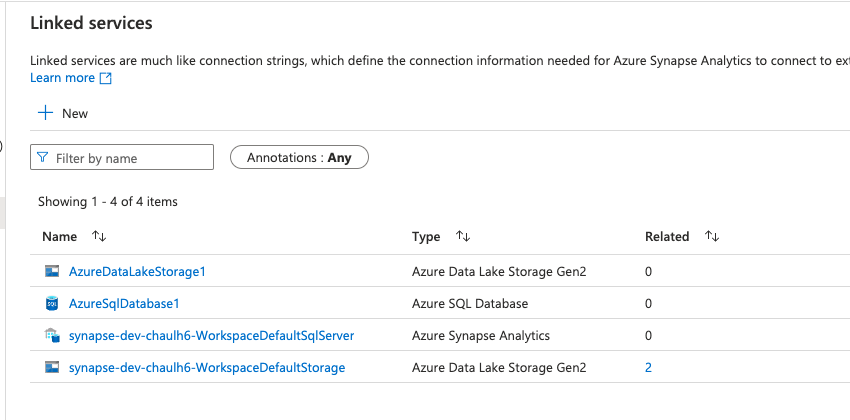 Linked services
Linked services are much like connection strings, which define the connection information needed for Azure Synapse Analytics to connect to ext
Learn more
New
Filter by name
Annotations : Any
)
Showing 1 - 4 of 4 items
Name Type Related
AzureDataLakeStorage1 Azure Data Lake Storage Gen2 0
SQL AzureSqlDatabase1 Azure SQL Database 0
synapse-dev-chaulh6-WorkspaceDefaultSqlServer Azure Synapse Analytics 0
synapse-dev-chaulh6-WorkspaceDefaultStorage Azure Data Lake Storage Gen2 2